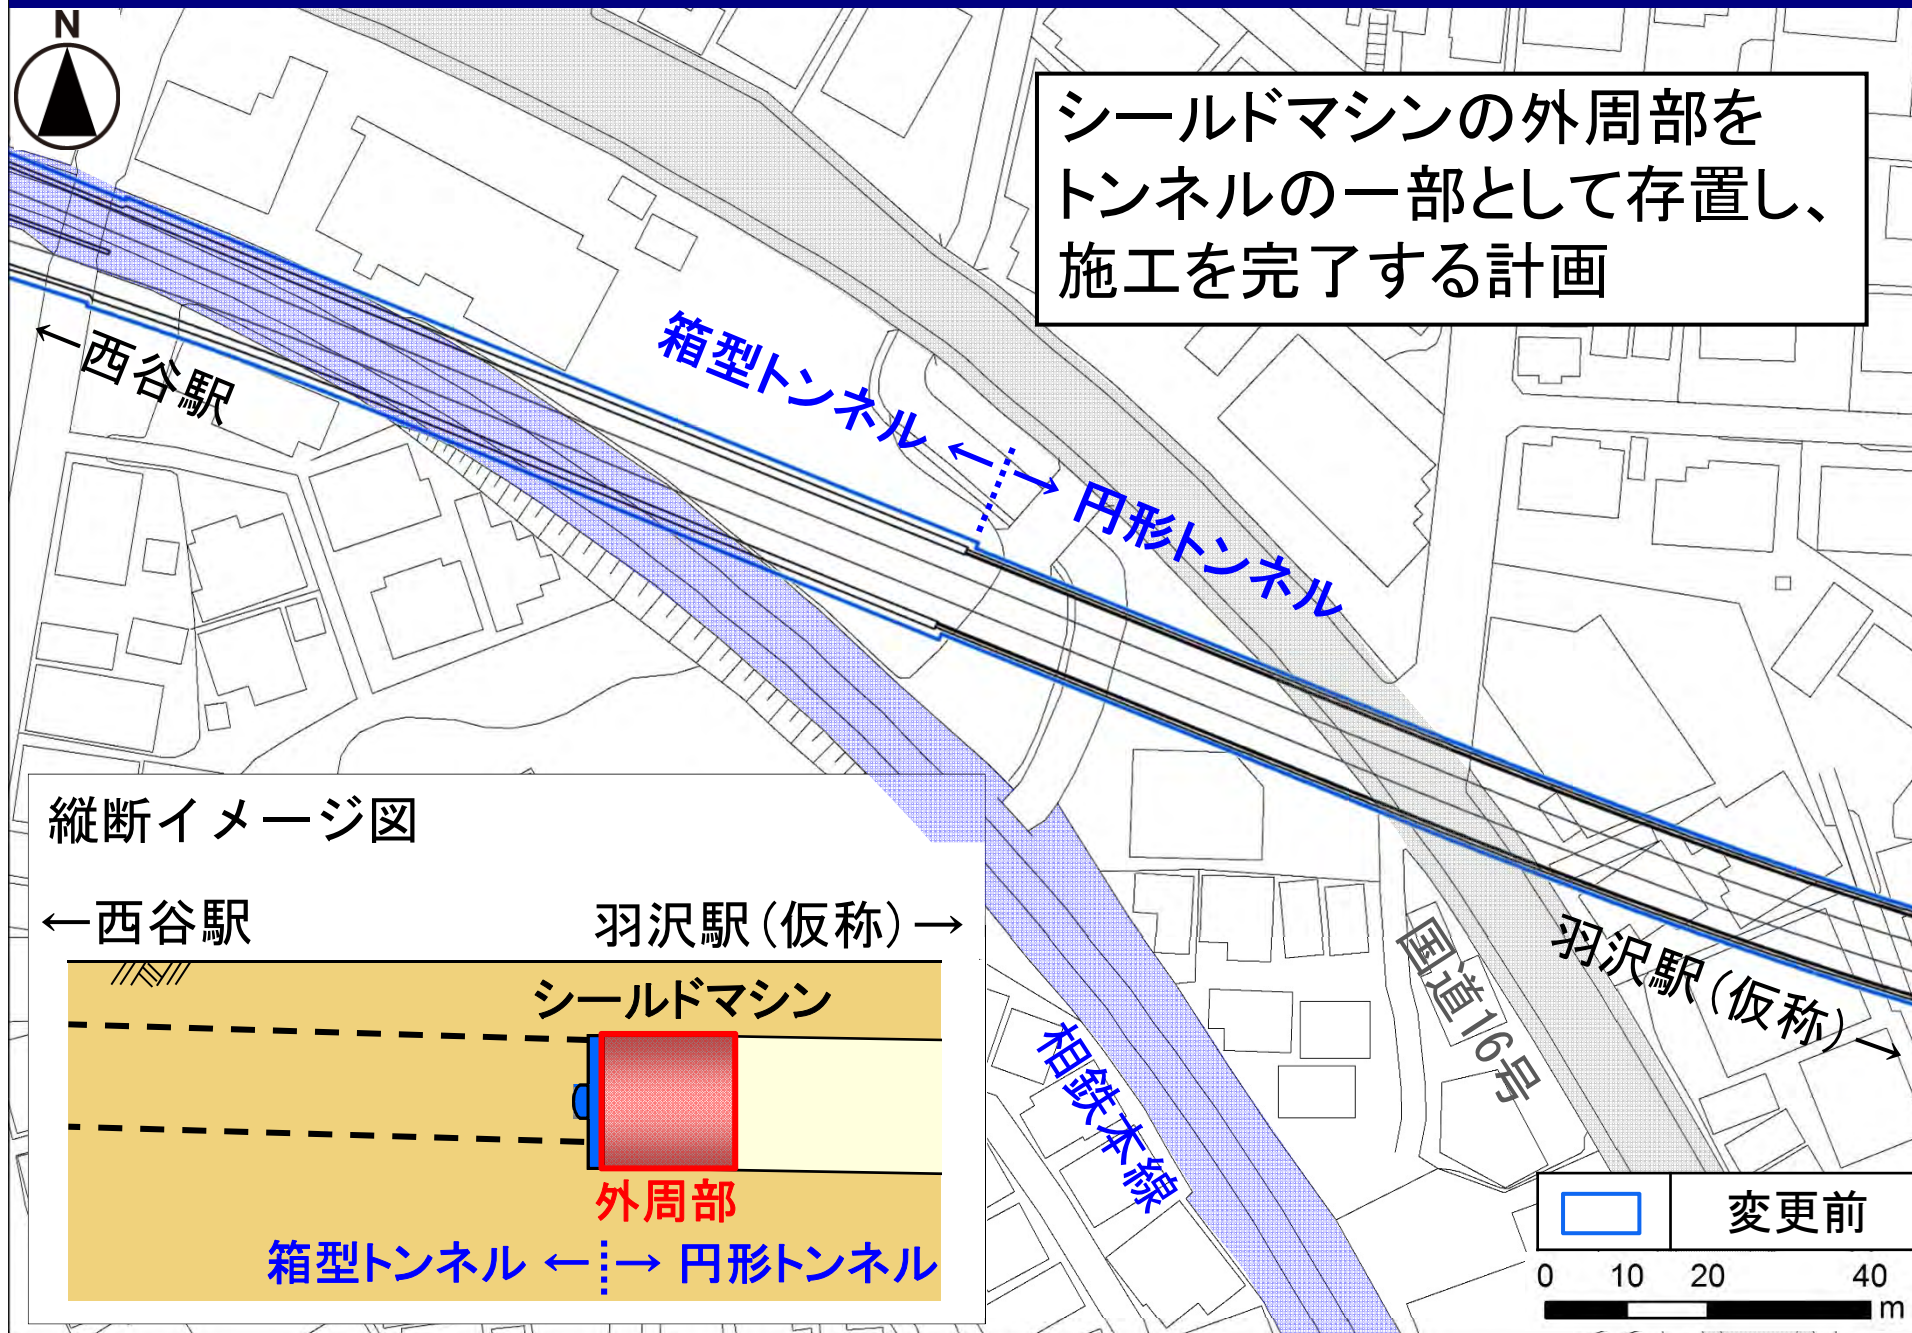 N
シールドマシンの外周部を
トンネルの一部として存置し、
施工を完了する計画
箱型トンネル ← → 円形トンネル
←西谷駅
縦断イメージ図
←西谷駅
羽沢駅(仮称)→
シールドマシン
外周部
箱型トンネル ← → 円形トンネル
相鉄本線
国道16号
羽沢駅(仮称)→
変更前
0 10 20 40
m